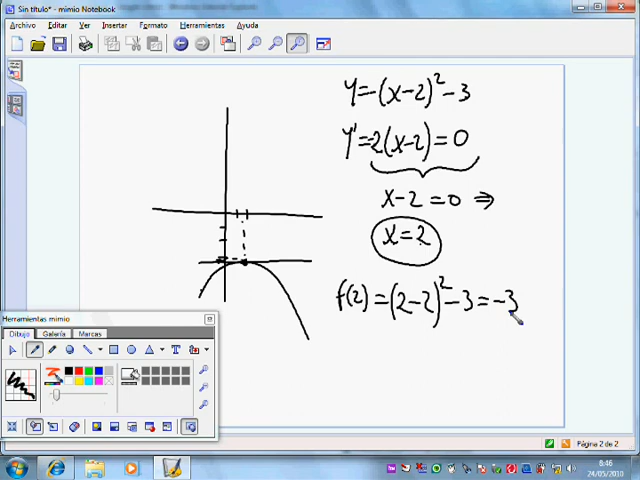 Sin título* - mimio Notebook
Archivo Editar Ver Insertar Formato Herramientas Ayuda
y=-(x-2)²-3
y'=2(x-2)=0
x-2=0 ⇒
x=2
f(2)=(2-2)²-3=-3
Herramientas mimio
Dibujo Galería Marcas
Página 2 de 2
8:46
24/05/2010